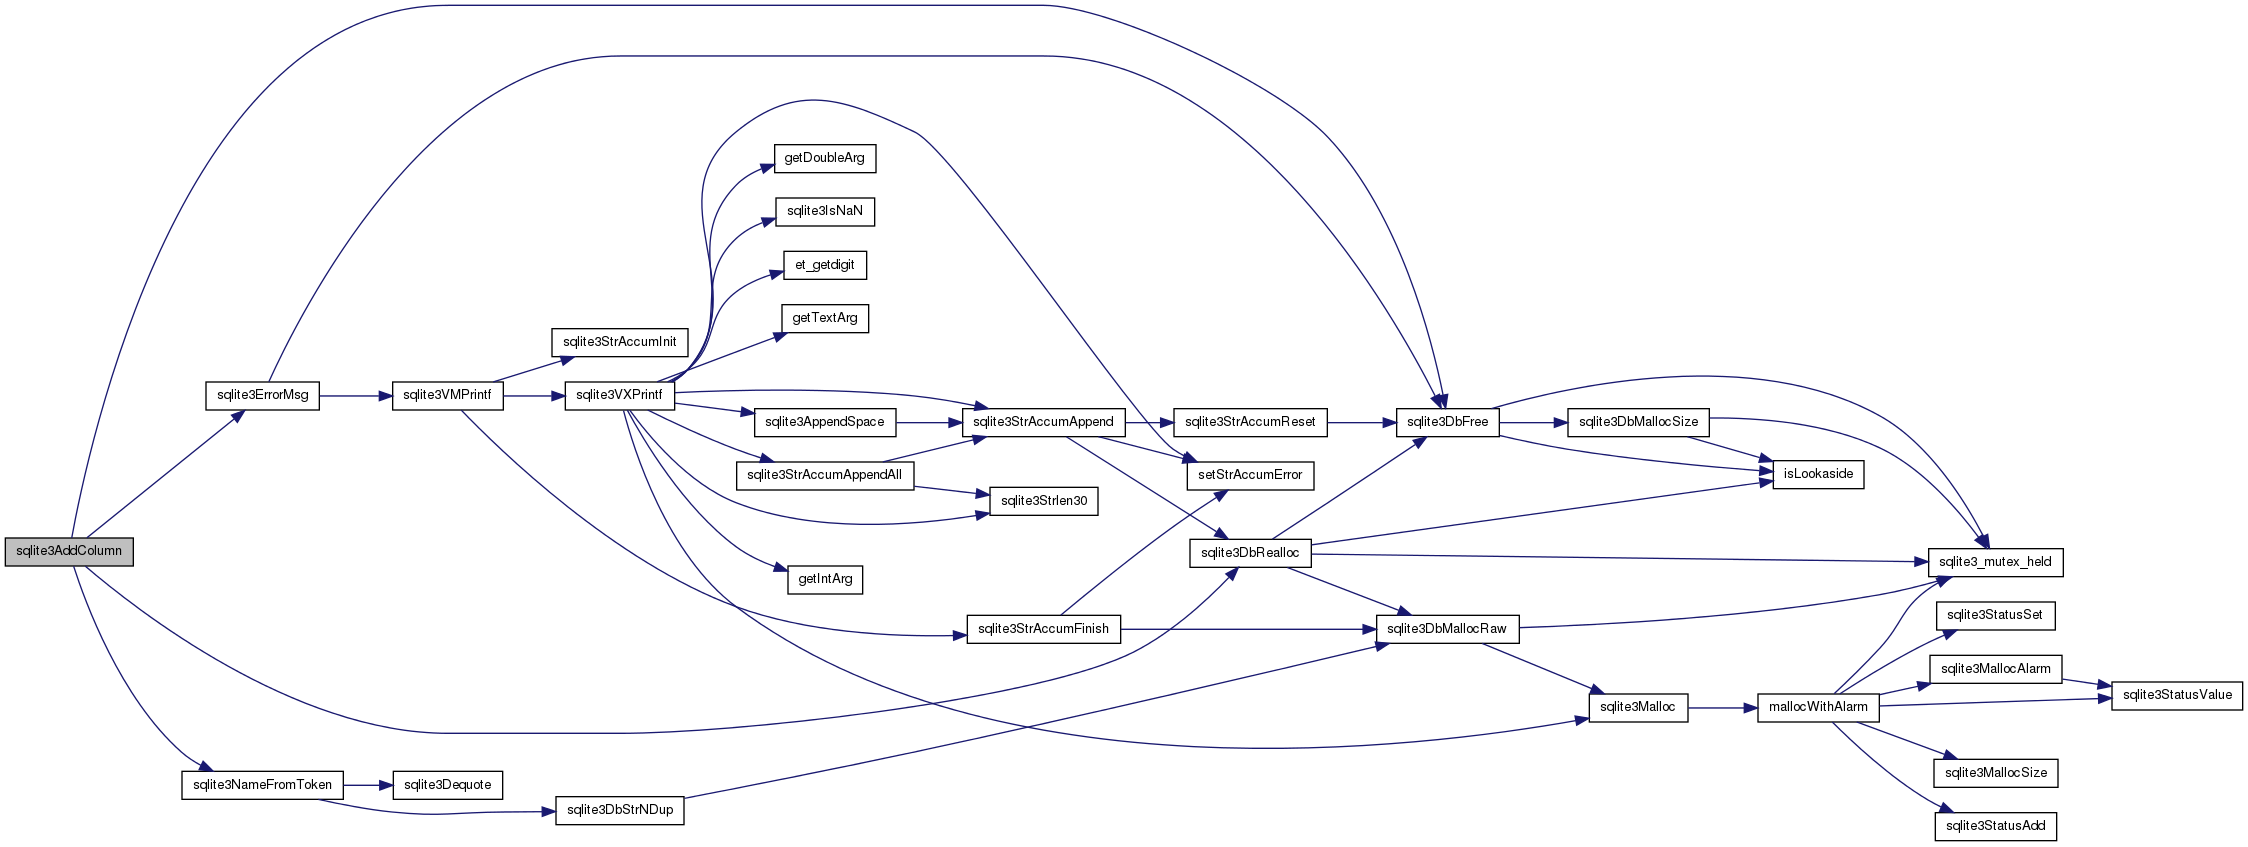 getDoubleArg
sqlite3IsNaN
et_getdigit
getTextArg
sqlite3StrAccumInit
sqlite3ErrorMsg
sqlite3VMPrintf
sqlite3VXPrintf
sqlite3AppendSpace
sqlite3StrAccumAppend
sqlite3StrAccumReset
sqlite3DbFree
sqlite3DbMallocSize
sqlite3StrAccumAppendAll
setStrAccumError
isLookaside
sqlite3Strlen30
sqlite3AddColumn
sqlite3DbRealloc
sqlite3_mutex_held
getIntArg
sqlite3StatusSet
sqlite3StrAccumFinish
sqlite3DbMallocRaw
sqlite3MallocAlarm
sqlite3StatusValue
sqlite3Malloc
mallocWithAlarm
sqlite3MallocSize
sqlite3NameFromToken
sqlite3Dequote
sqlite3DbStrNDup
sqlite3StatusAdd